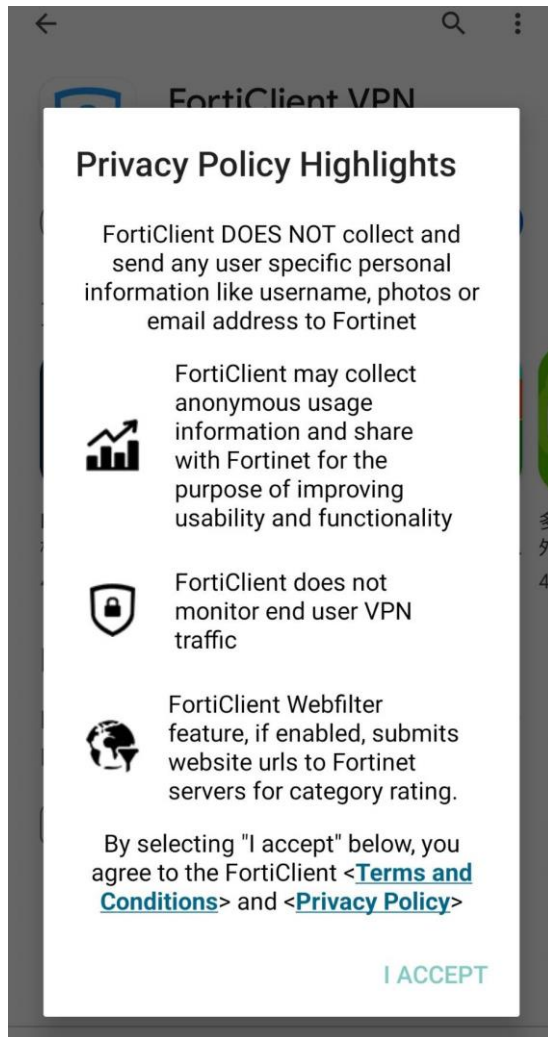 FortiClient VPN
Privacy Policy Highlights
FortiClient DOES NOT collect and
send any user specific personal
information like username, photos or
email address to Fortinet
FortiClient may collect
anonymous usage
information and share
with Fortinet for the
purpose of improving
usability and functionality
FortiClient does not
monitor end user VPN
traffic
FortiClient Webfilter
feature, if enabled, submits
website urls to Fortinet
servers for category rating.
By selecting "I accept" below, you
agree to the FortiClient <Terms and
Conditions> and <Privacy Policy>
I ACCEPT